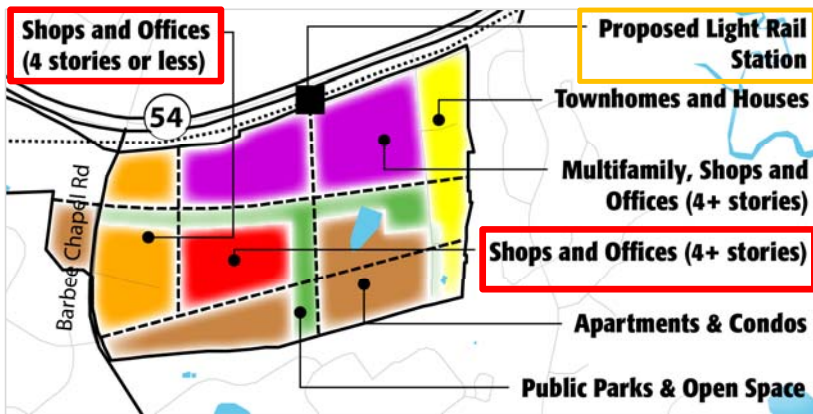 Shops and Offices
(4 stories or less)
Proposed Light Rail
Station
54
Townhomes and Houses
Multifamily, Shops and
Offices (4+ stories)
Barbee Chapel Rd
Shops and Offices (4+ stories)
Apartments & Condos
Public Parks & Open Space